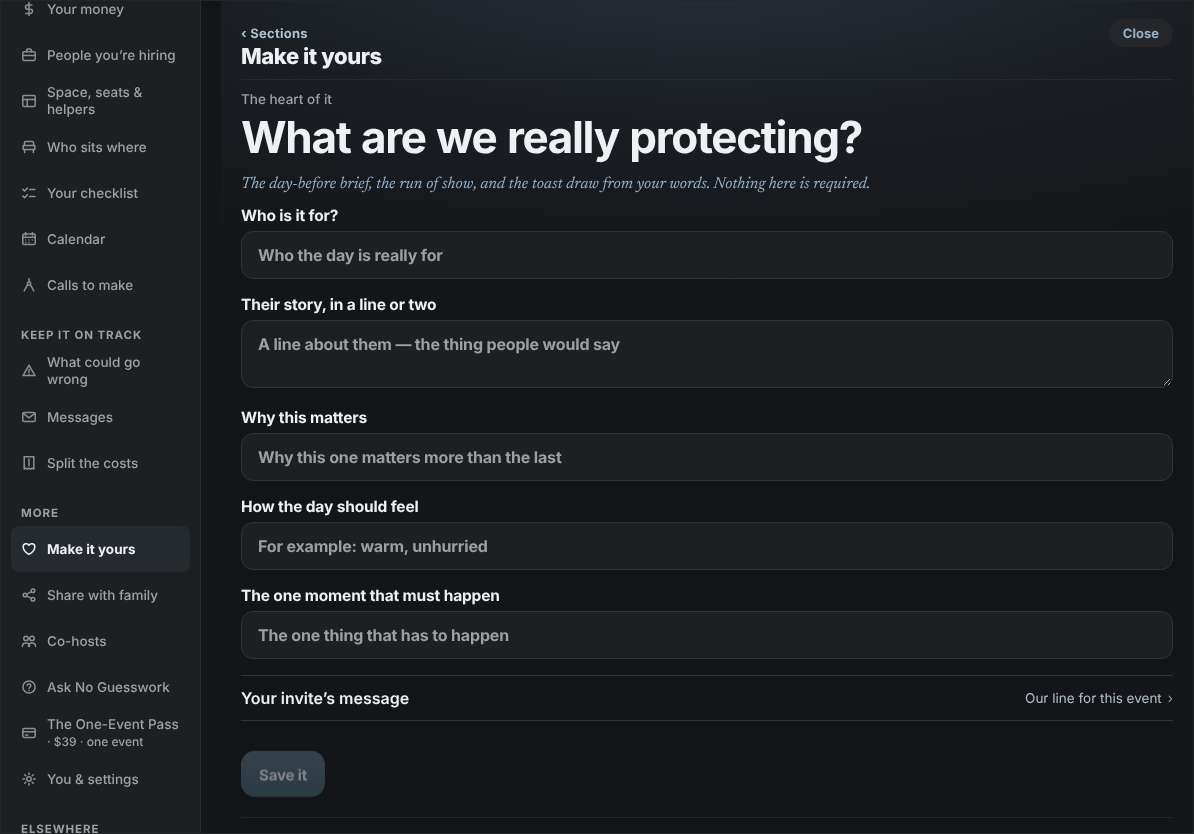 Your money
People you’re hiring
Space, seats &
helpers
Who sits where
Your checklist
Calendar
Calls to make
KEEP IT ON TRACK
What could go
wrong
Messages
Split the costs
MORE
Make it yours
Share with family
Co-hosts
Ask No Guesswork
The One-Event Pass
· $39 · one event
You & settings
ELSEWHERE
‹ Sections
Make it yours
Close
The heart of it
What are we really protecting?
The day-before brief, the run of show, and the toast draw from your words. Nothing here is required.
Who is it for?
Who the day is really for
Their story, in a line or two
A line about them — the thing people would say
Why this matters
Why this one matters more than the last
How the day should feel
For example: warm, unhurried
The one moment that must happen
The one thing that has to happen
Your invite’s message
Our line for this event ›
Save it